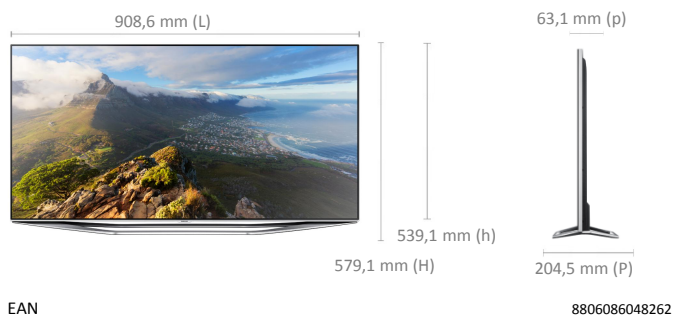 908,6 mm (L)
63,1 mm (p)
539,1 mm (h)
579,1 mm (H)
204,5 mm (P)
EAN 8806086048262